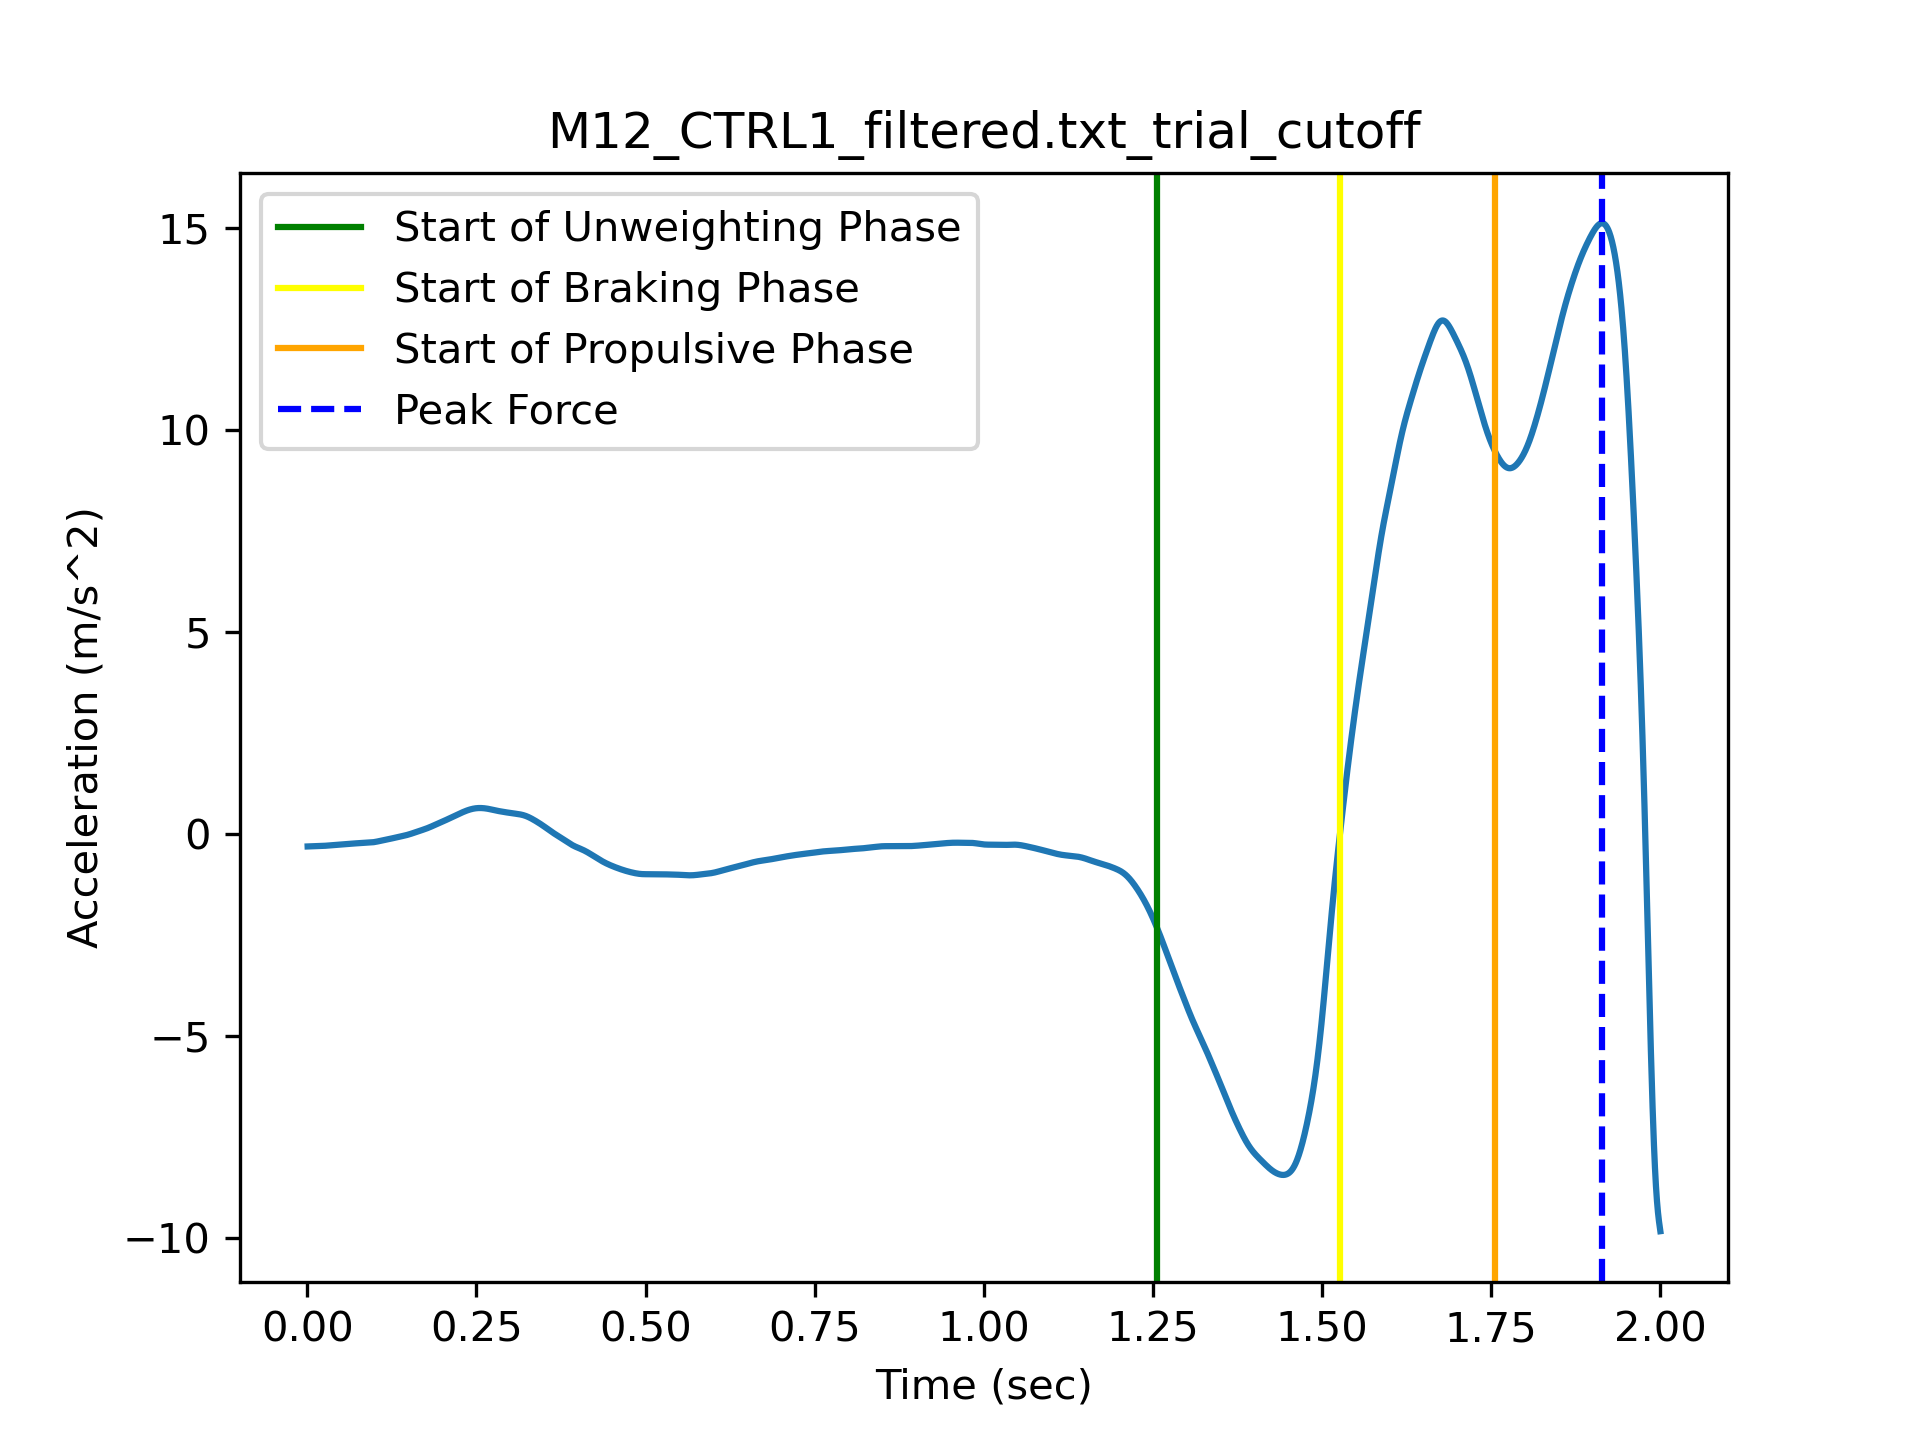 M12_CTRL1_filtered.txt_trial_cutoff
Start of Unweighting Phase
Start of Braking Phase
Start of Propulsive Phase
Peak Force
15
10
5
0
−5
−10
Acceleration (m/s^2)
0.00 0.25 0.50 0.75 1.00 1.25 1.50 1.75 2.00
Time (sec)